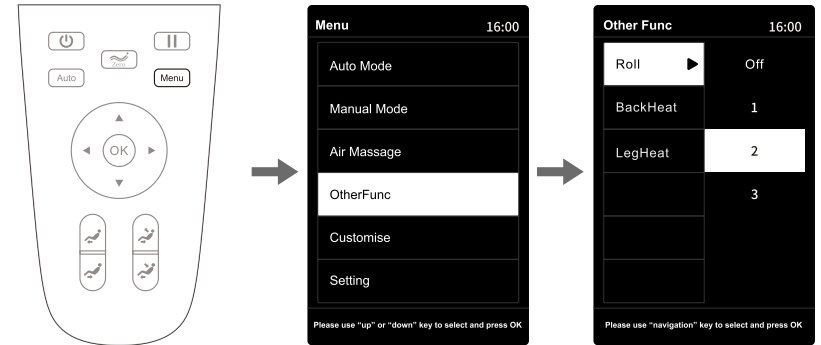 Zero
Auto
Menu
OK
Menu 16:00
Auto Mode
Manual Mode
Air Massage
OtherFunc
Customise
Setting
Please use “up” or “down” key to select and press OK
Other Func 16:00
Roll Off
BackHeat 1
LegHeat 2
3
Please use “navigation” key to select and press OK